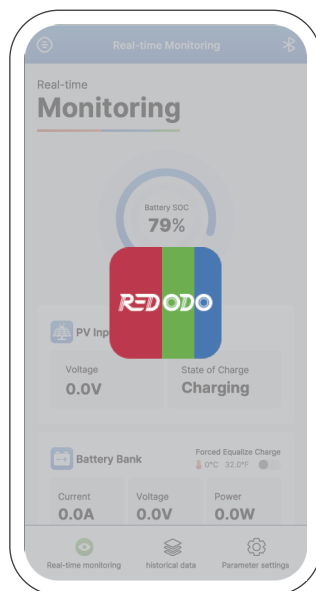 Real-time Monitoring
Real-time
Monitoring
Battery SOC
79%
REDODO
PV Inp
Voltage
State of Charge
0.0V
Charging
Battery Bank
Forced Equalize Charge
0°C 32.0°F
Current
Voltage
Power
0.0A
0.0V
0.0W
Real-time monitoring
historical data
Parameter settings